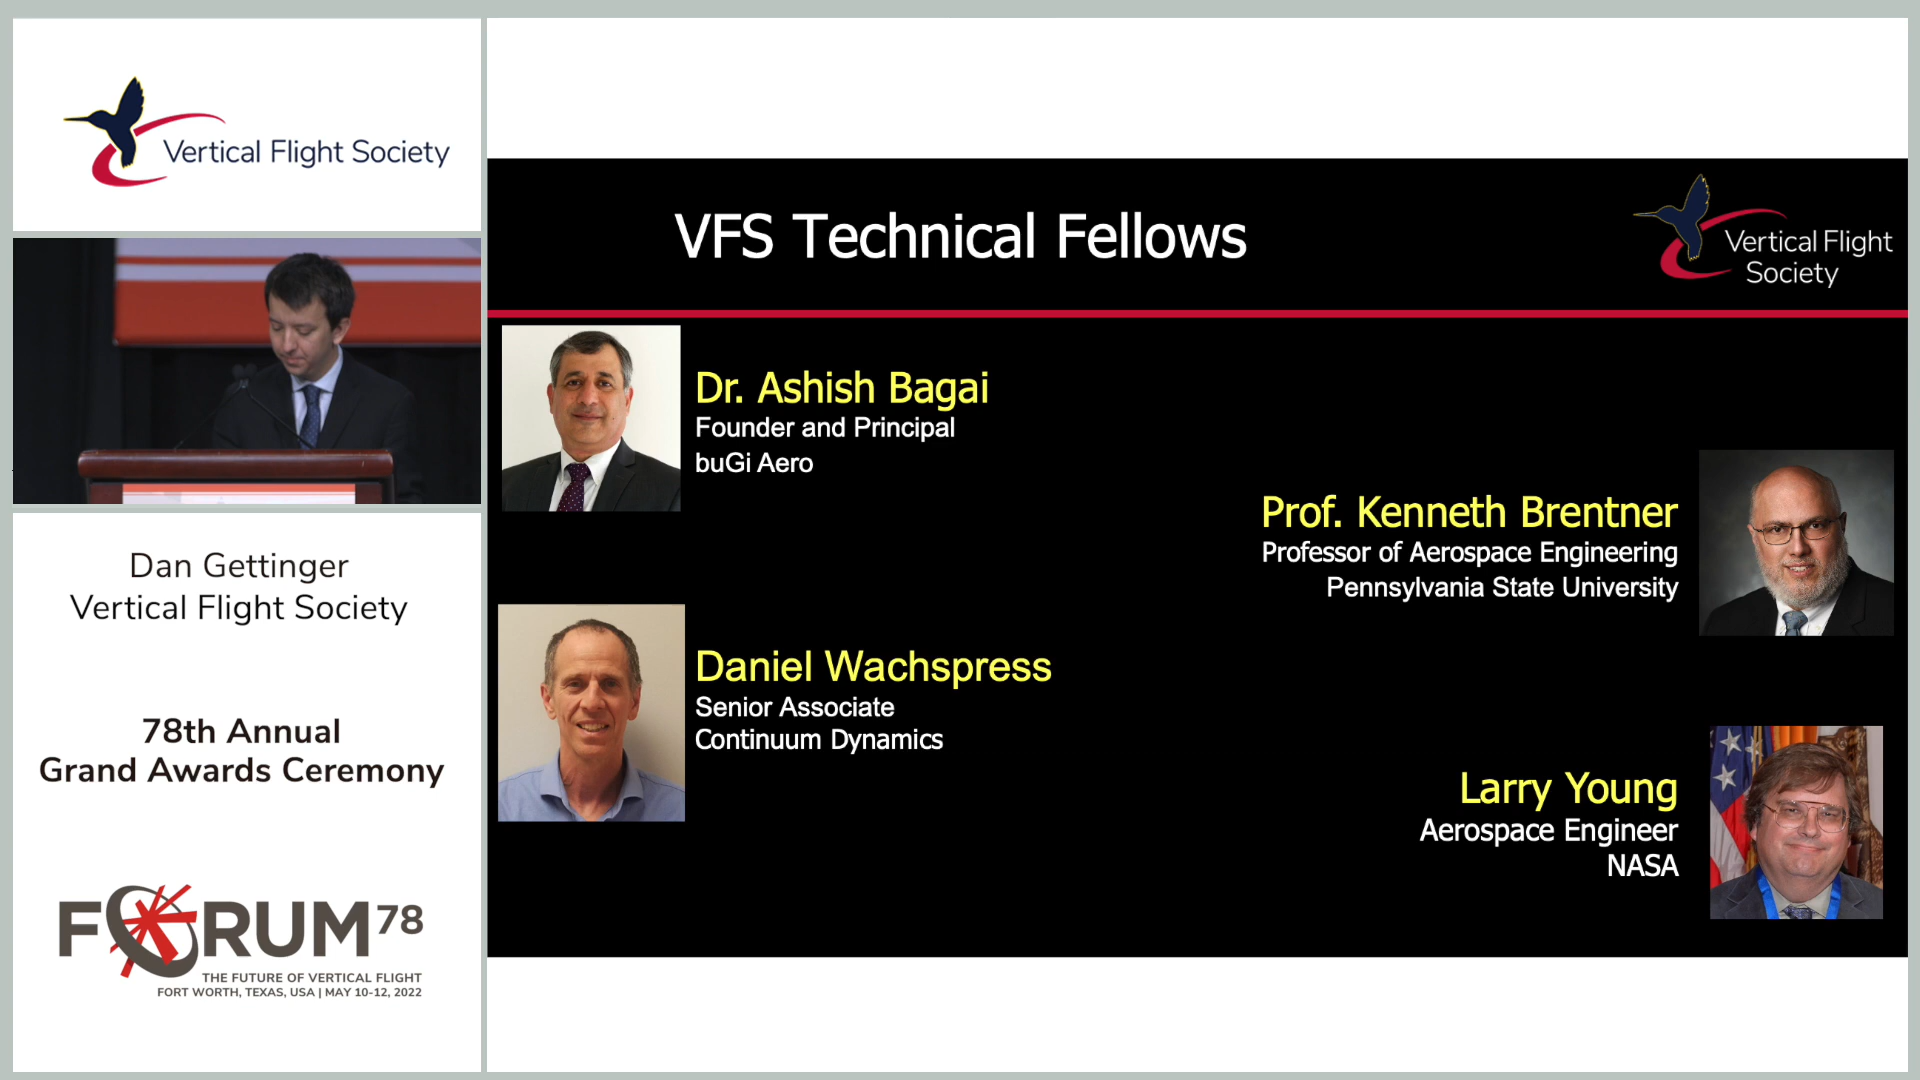 Vertical Flight Society
Dan Gettinger
Vertical Flight Society
78th Annual
Grand Awards Ceremony
FORUM 78
THE FUTURE OF VERTICAL FLIGHT
FORT WORTH, TEXAS, USA | MAY 10-12, 2022
VFS Technical Fellows
Vertical Flight
Society
Dr. Ashish Bagai
Founder and Principal
buGi Aero
Prof. Kenneth Brentner
Professor of Aerospace Engineering
Pennsylvania State University
Daniel Wachspress
Senior Associate
Continuum Dynamics
Larry Young
Aerospace Engineer
NASA